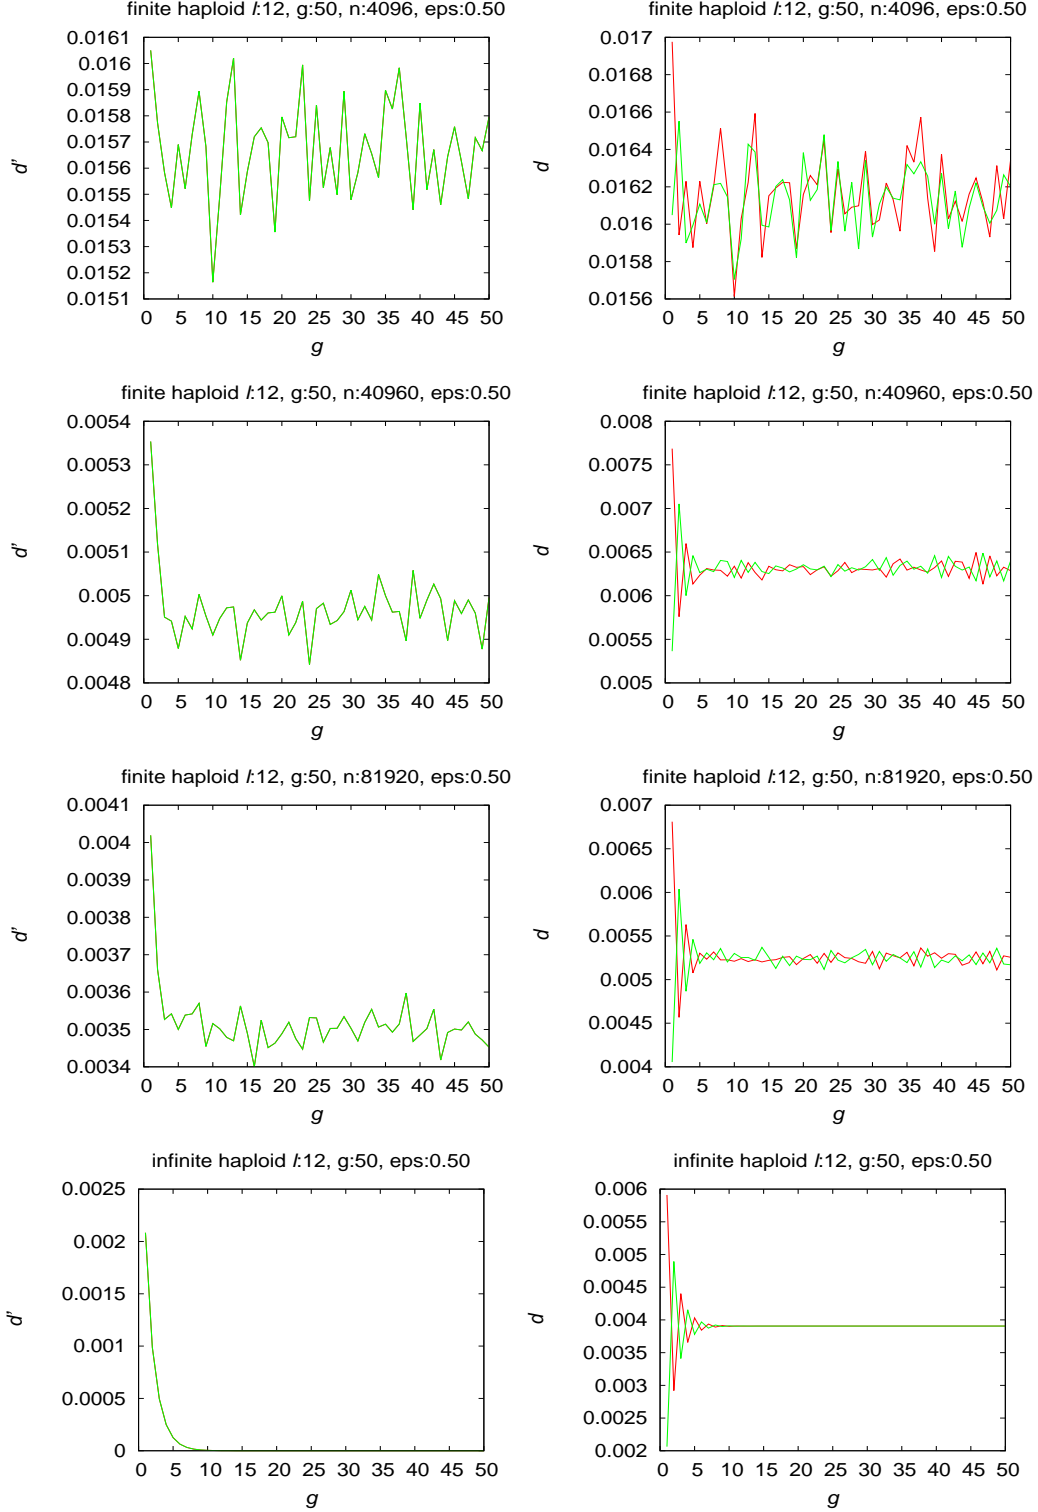 finite haploid l:12, g:50, n:4096, eps:0.50
0.0161
0.016
0.0159
0.0158
0.0157
0.0156
0.0155
0.0154
0.0153
0.0152
0.0151
d'
0 5 10 15 20 25 30 35 40 45 50
g
finite haploid l:12, g:50, n:4096, eps:0.50
0.017
0.0168
0.0166
0.0164
0.0162
0.016
0.0158
0.0156
d
0 5 10 15 20 25 30 35 40 45 50
g
finite haploid l:12, g:50, n:40960, eps:0.50
0.0054
0.0053
0.0052
0.0051
0.005
0.0049
0.0048
d'
0 5 10 15 20 25 30 35 40 45 50
g
finite haploid l:12, g:50, n:40960, eps:0.50
0.008
0.0075
0.007
0.0065
0.006
0.0055
0.005
d
0 5 10 15 20 25 30 35 40 45 50
g
finite haploid l:12, g:50, n:81920, eps:0.50
0.0041
0.004
0.0039
0.0038
0.0037
0.0036
0.0035
0.0034
d'
0 5 10 15 20 25 30 35 40 45 50
g
finite haploid l:12, g:50, n:81920, eps:0.50
0.007
0.0065
0.006
0.0055
0.005
0.0045
0.004
d
0 5 10 15 20 25 30 35 40 45 50
g
infinite haploid l:12, g:50, eps:0.50
0.0025
0.002
0.0015
0.001
0.0005
0
d'
0 5 10 15 20 25 30 35 40 45 50
g
infinite haploid l:12, g:50, eps:0.50
0.006
0.0055
0.005
0.0045
0.004
0.0035
0.003
0.0025
0.002
d
0 5 10 15 20 25 30 35 40 45 50
g